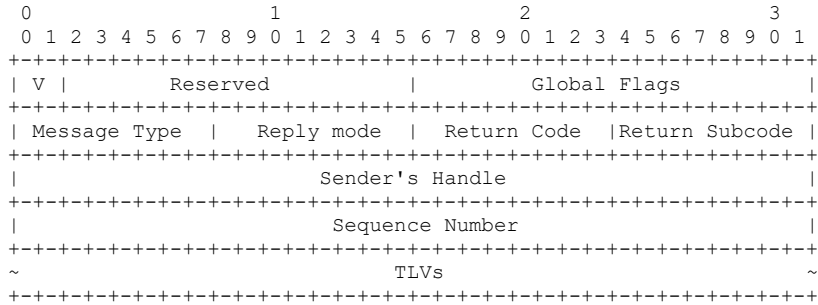 0                   1                   2                   3
 0 1 2 3 4 5 6 7 8 9 0 1 2 3 4 5 6 7 8 9 0 1 2 3 4 5 6 7 8 9 0 1
+-+-+-+-+-+-+-+-+-+-+-+-+-+-+-+-+-+-+-+-+-+-+-+-+-+-+-+-+-+-+-+-+
| V |        Reserved           |         Global Flags          |
+-+-+-+-+-+-+-+-+-+-+-+-+-+-+-+-+-+-+-+-+-+-+-+-+-+-+-+-+-+-+-+-+
| Message Type  |   Reply mode  |  Return Code  |Return Subcode |
+-+-+-+-+-+-+-+-+-+-+-+-+-+-+-+-+-+-+-+-+-+-+-+-+-+-+-+-+-+-+-+-+
|                        Sender's Handle                        |
+-+-+-+-+-+-+-+-+-+-+-+-+-+-+-+-+-+-+-+-+-+-+-+-+-+-+-+-+-+-+-+-+
|                         Sequence Number                       |
+-+-+-+-+-+-+-+-+-+-+-+-+-+-+-+-+-+-+-+-+-+-+-+-+-+-+-+-+-+-+-+-+
~                              TLVs                             ~
+-+-+-+-+-+-+-+-+-+-+-+-+-+-+-+-+-+-+-+-+-+-+-+-+-+-+-+-+-+-+-+-+